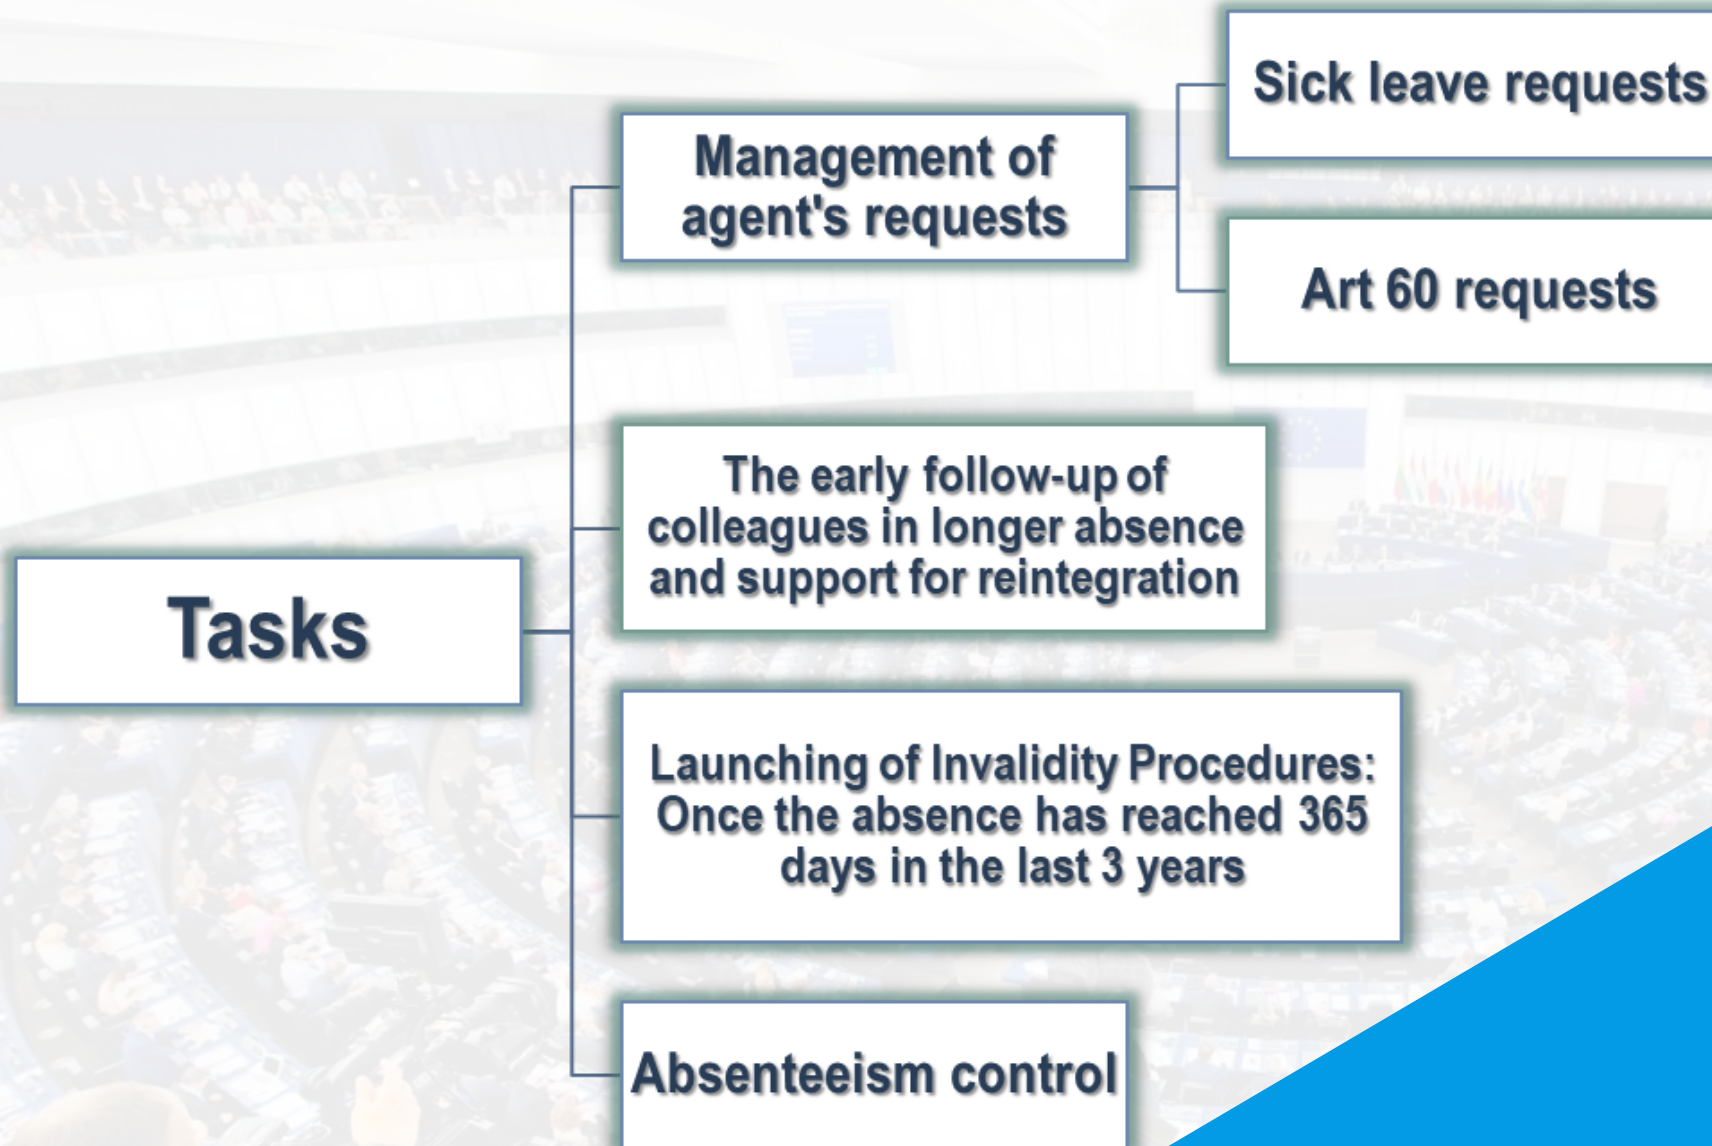 Tasks
Management of
agent's requests
Sick leave requests
Art 60 requests
The early follow-up of
colleagues in longer absence
and support for reintegration
Launching of Invalidity Procedures:
Once the absence has reached 365
days in the last 3 years
Absenteeism control